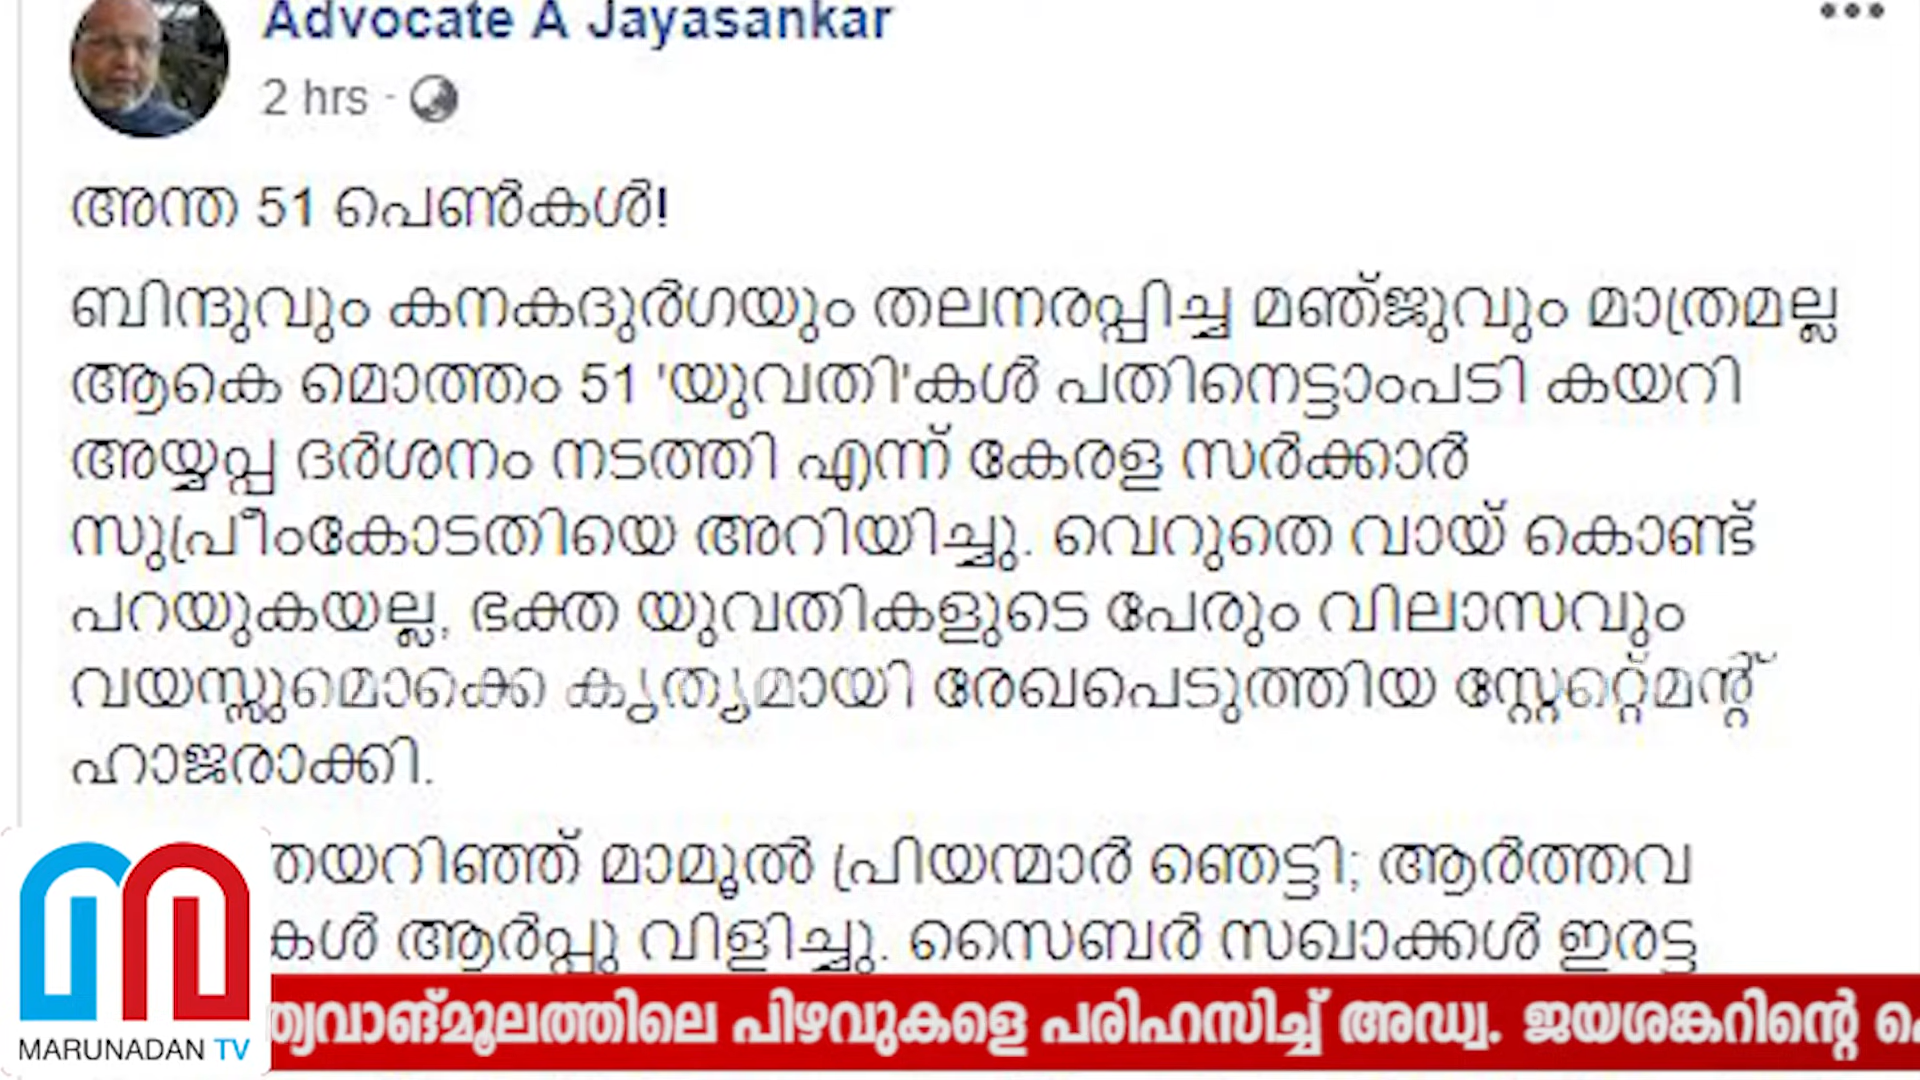 Advocate A Jayasankar
2 hrs ·
അന്ത 51 പെൺകൾ!
ബിന്ദുവും കനകദുർഗയും തലനരപ്പിച്ച മഞ്ജുവും മാത്രമല്ല
ആകെ മൊത്തം 51 'യുവതി'കൾ പതിനെട്ടാംപടി കയറി
അയ്യപ്പ ദർശനം നടത്തി എന്ന് കേരള സർക്കാർ
സുപ്രീംകോടതിയെ അറിയിച്ചു. വെറുതെ വായ് കൊണ്ട്
പറയുകയല്ല, ഭക്ത യുവതികളുടെ പേരും വിലാസവും
വയസ്സുമൊക്കെ കൃത്യമായി രേഖപെടുത്തിയ സ്റ്റേറ്റ്മെന്റ്
ഹാജരാക്കി.
തയറിഞ്ഞ് മാമൂൽ പ്രിയന്മാർ ഞെട്ടി; ആർത്തവ
കൾ ആർപ്പു വിളിച്ചു. സൈബർ സഖാക്കൾ ഇരട്ട
ത്യവാങ്മൂലത്തിലെ പിഴവുകളെ പരിഹസിച്ച് അഡ്വ. ജയശങ്കറിന്റെ
MARUNADAN TV